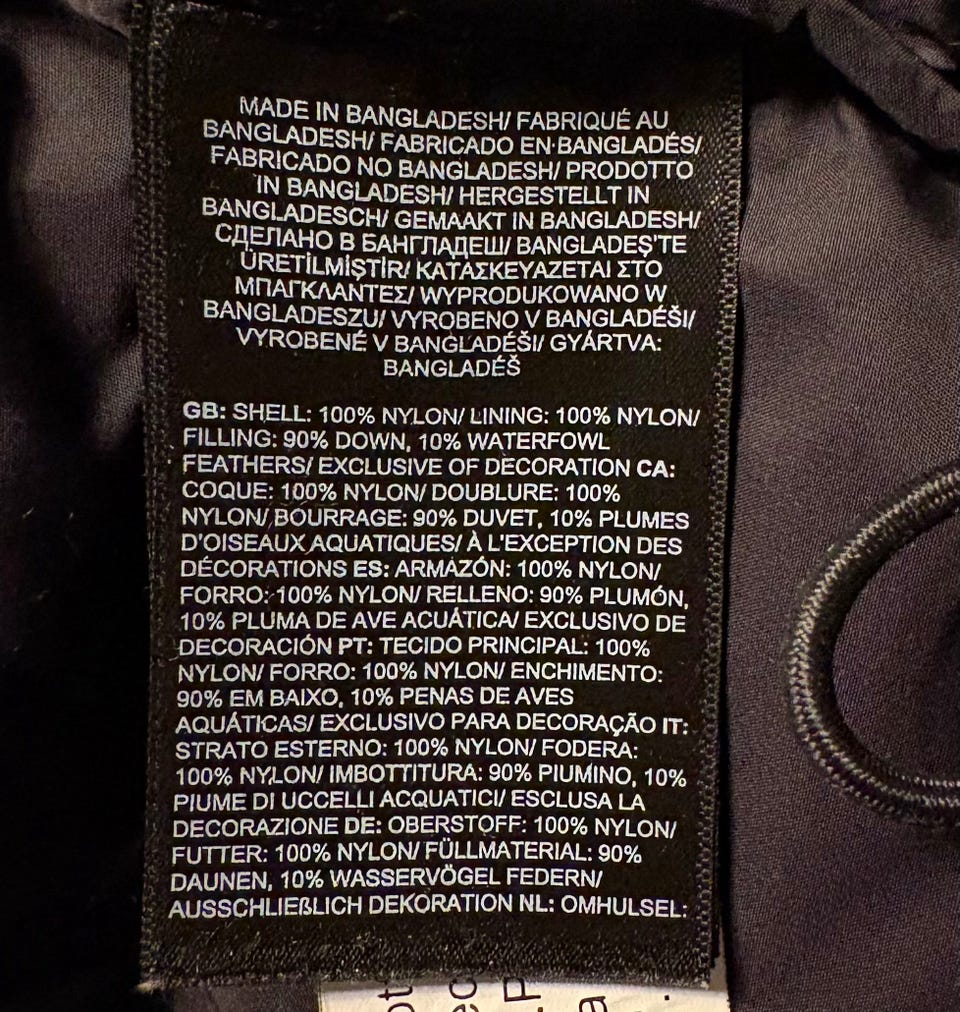 MADE IN BANGLADESH/ FABRIQUÉ AU
BANGLADESH/ FABRICADO EN BANGLADÉS/
FABRICADO NO BANGLADESH/ PRODOTTO
IN BANGLADESH/ HERGESTELLT IN
BANGLADESCH/ GEMAAKT IN BANGLADESH/
СДЕЛАНО В БАНГЛАДЕШ/ BANGLADEŞ'TE
ÜRETİLMİŞTİR/ ΚΑΤΑΣΚΕΥΑΖΕΤΑΙ ΣΤΟ
ΜΠΑΓΚΛΑΝΤΕΣ/ WYPRODUKOWANO W
BANGLADESZU/ VYROBENO V BANGLADÉŠI/
VYROBENÉ V BANGLADÉŠI/ GYÁRTVA:
BANGLADÉŠ
GB: SHELL: 100% NYLON/ LINING: 100% NYLON/
FILLING: 90% DOWN, 10% WATERFOWL
FEATHERS/ EXCLUSIVE OF DECORATION CA:
COQUE: 100% NYLON/ DOUBLURE: 100%
NYLON/ BOURRAGE: 90% DUVET, 10% PLUMES
D'OISEAUX AQUATIQUES/ À L'EXCEPTION DES
DÉCORATIONS ES: ARMAZÓN: 100% NYLON/
FORRO: 100% NYLON/ RELLENO: 90% PLUMÓN,
10% PLUMA DE AVE ACUÁTICA/ EXCLUSIVO DE
DECORACIÓN PT: TECIDO PRINCIPAL: 100%
NYLON/ FORRO: 100% NYLON/ ENCHIMENTO:
90% EM BAIXO, 10% PENAS DE AVES
AQUÁTICAS/ EXCLUSIVO PARA DECORAÇÃO IT:
STRATO ESTERNO: 100% NYLON/ FODERA:
100% NYLON/ IMBOTTITURA: 90% PIUMINO, 10%
PIUME DI UCCELLI ACQUATICI/ ESCLUSA LA
DECORAZIONE DE: OBERSTOFF: 100% NYLON/
FUTTER: 100% NYLON/ FÜLLMATERIAL: 90%
DAUNEN, 10% WASSERVÖGEL FEDERN/
AUSSCHLIEßLICH DEKORATION NL: OMHULSEL: